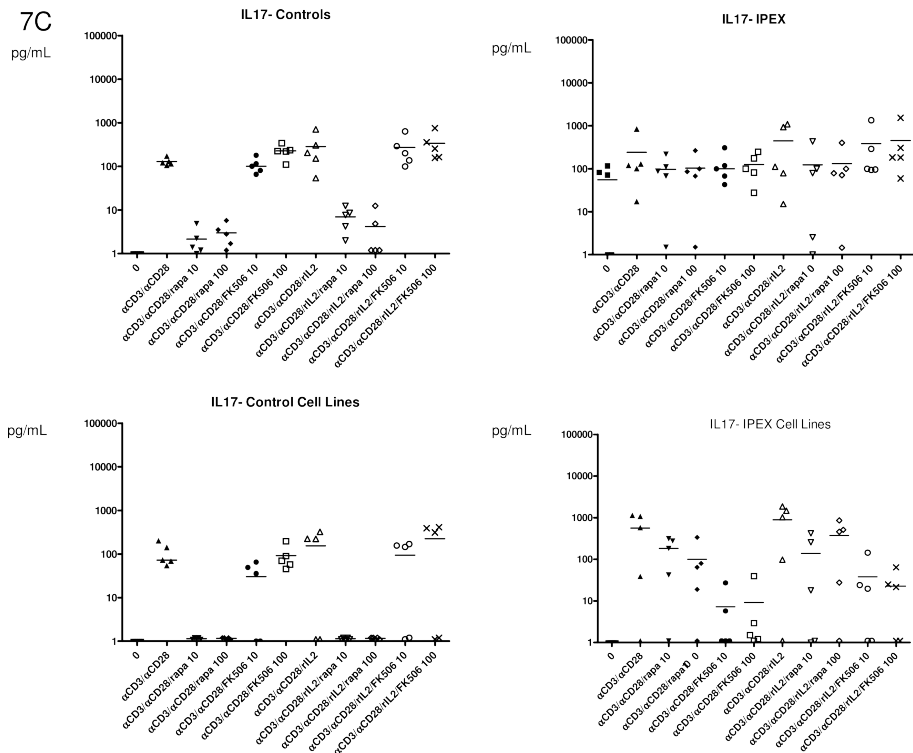 7C
IL17- Controls
pg/mL
100000
10000
1000
100
10
1
0
αCD3/αCD28
αCD3/αCD28/rapa 10
αCD3/αCD28/rapa 100
αCD3/αCD28/FK506 10
αCD3/αCD28/FK506 100
αCD3/αCD28/rIL2
αCD3/αCD28/rIL2/rapa 10
αCD3/αCD28/rIL2/rapa 100
αCD3/αCD28/rIL2/FK506 10
αCD3/αCD28/rIL2/FK506 100
IL17- IPEX
pg/mL
100000
10000
1000
100
10
1
0
αCD3/αCD28
αCD3/αCD28/rapa1 0
αCD3/αCD28/rapa1 00
αCD3/αCD28/FK506 10
αCD3/αCD28/FK506 100
αCD3/αCD28/rIL2
αCD3/αCD28/rIL2/rapa1 0
αCD3/αCD28/rIL2/rapa1 00
αCD3/αCD28/rIL2/FK506 10
αCD3/αCD28/rIL2/FK506 100
IL17- Control Cell Lines
pg/mL
100000
10000
1000
100
10
1
0
αCD3/αCD28
αCD3/αCD28/rapa 10
αCD3/αCD28/rapa 100
αCD3/αCD28/FK506 10
αCD3/αCD28/FK506 100
αCD3/αCD28/rIL2
αCD3/αCD28/rIL2/rapa 10
αCD3/αCD28/rIL2/rapa 100
αCD3/αCD28/rIL2/FK506 10
αCD3/αCD28/rIL2/FK506 100
IL17- IPEX Cell Lines
pg/mL
100000
10000
1000
100
10
1
0
αCD3/αCD28
αCD3/αCD28/rapa 10
αCD3/αCD28/rapa 0
αCD3/αCD28/FK506 10
αCD3/αCD28/FK506 100
αCD3/αCD28/rIL2
αCD3/αCD28/rIL2/rapa 10
αCD3/αCD28/rIL2/rapa 100
αCD3/αCD28/rIL2/FK506 10
αCD3/αCD28/rIL2/FK506 100